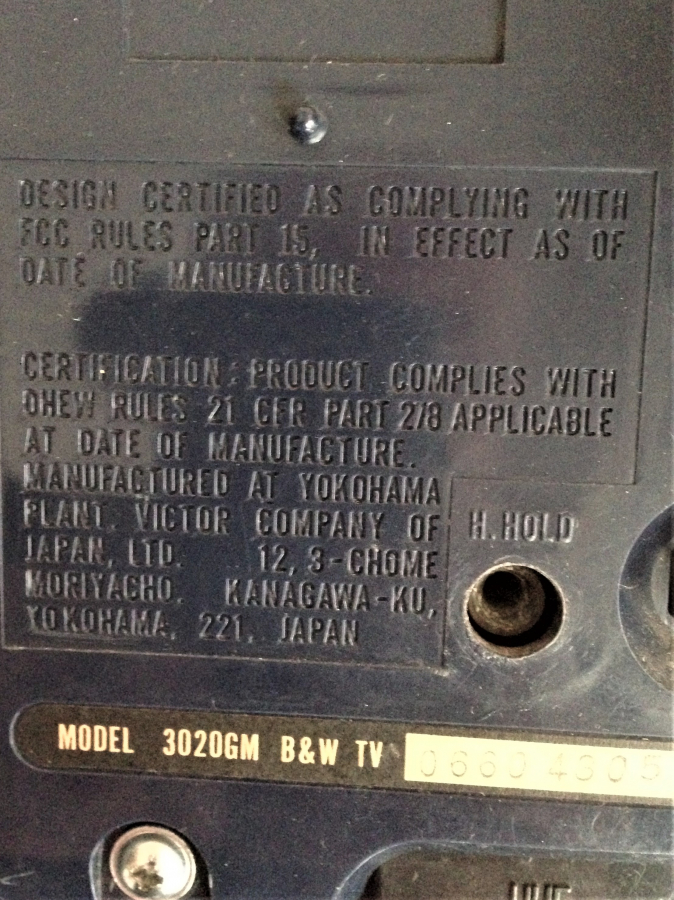 DESIGN CERTIFIED AS COMPLYING WITH
FCC RULES PART 15, IN EFFECT AS OF
DATE OF MANUFACTURE.
CERTIFICATION: PRODUCT COMPLIES WITH
DHEW RULES 21 CFR PART 2/8 APPLICABLE
AT DATE OF MANUFACTURE.
MANUFACTURED AT YOKOHAMA
PLANT, VICTOR COMPANY OF
JAPAN, LTD. 12, 3-CHOME
MORIYACHO, KANAGAWA-KU,
YOKOHAMA, 221, JAPAN
H. HOLD
MODEL 3020GM B&W TV 06604605